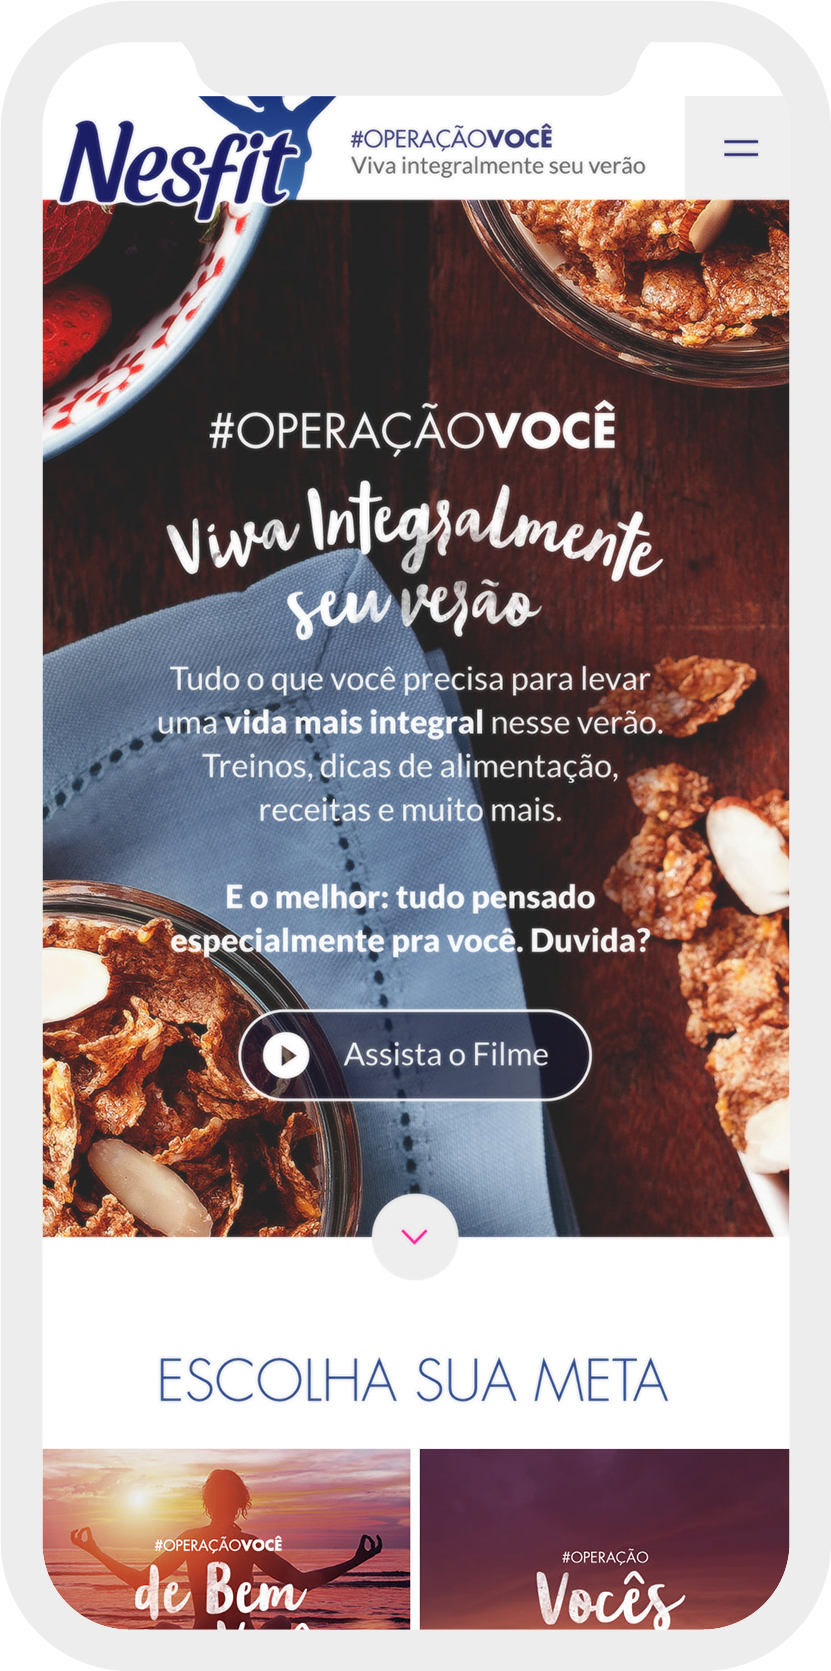 Nesfit
#OPERAÇÃOVOCÊ
Viva integralmente seu verão
#OPERAÇÃOVOCÊ
Viva Integralmente
seu verão
Tudo o que você precisa para levar
uma vida mais integral nesse verão.
Treinos, dicas de alimentação,
receitas e muito mais.
E o melhor: tudo pensado
especialmente pra você. Duvida?
Assista o Filme
ESCOLHA SUA META
#OPERAÇÃOVOCÊ
de Bem
#OPERAÇÃO
Vocês